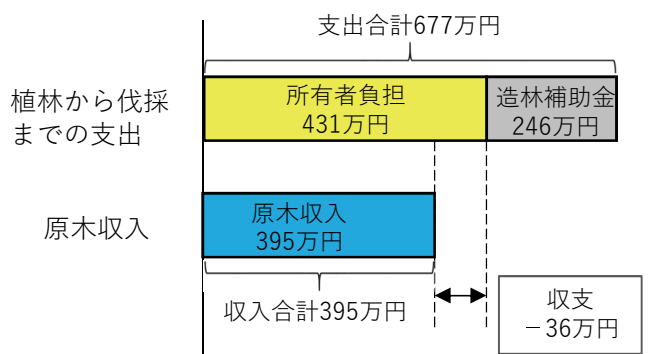 支出合計677万円
植林から伐採
までの支出
所有者負担
431万円
造林補助金
246万円
原木収入
原木収入
395万円
収入合計395万円
収支
−36万円